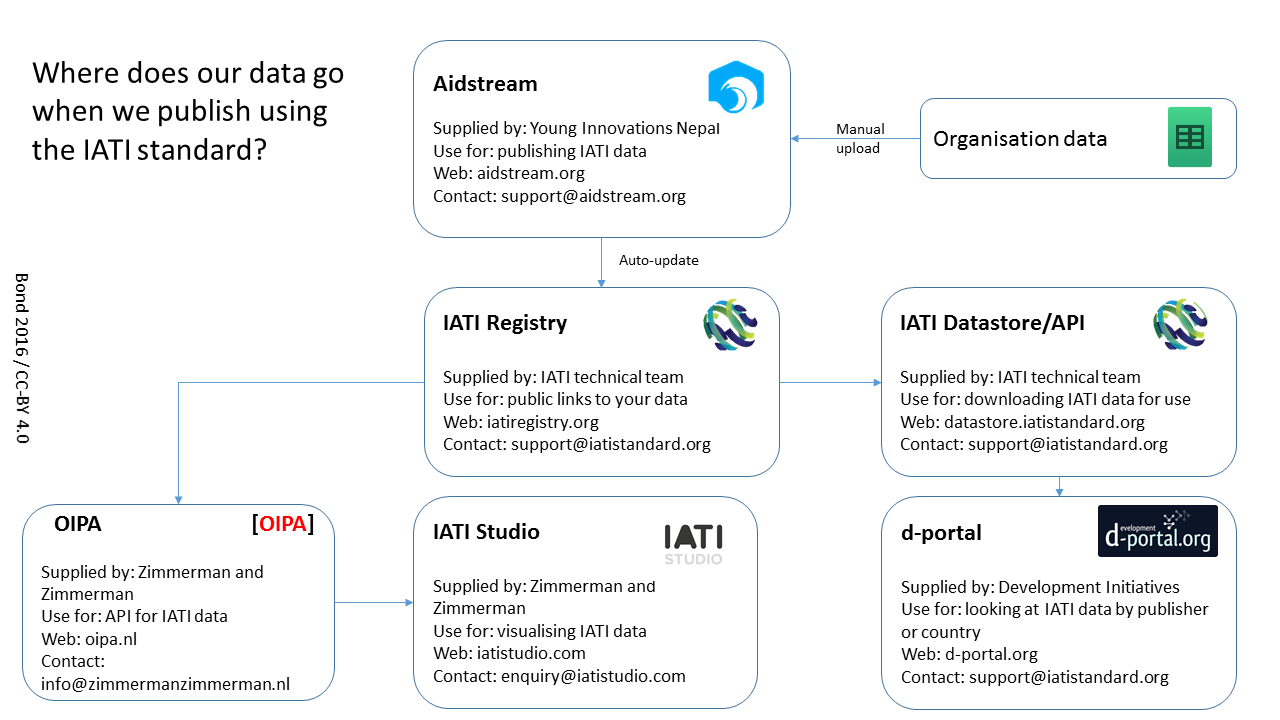 Where does our data go
when we publish using
the IATI standard?
Aidstream
Supplied by: Young Innovations Nepal
Use for: publishing IATI data
Web: aidstream.org
Contact: support@aidstream.org
Manual
upload
Organisation data
Auto-update
Bond 2016 / CC-BY 4.0
IATI Registry
Supplied by: IATI technical team
Use for: public links to your data
Web: iatiregistry.org
Contact: support@iatistandard.org
IATI Datastore/API
Supplied by: IATI technical team
Use for: downloading IATI data for use
Web: datastore.iatistandard.org
Contact: support@iatistandard.org
OIPA
[OIPA]
Supplied by: Zimmerman and
Zimmerman
Use for: API for IATI data
Web: oipa.nl
Contact:
info@zimmermanzimmerman.nl
IATI Studio
IATI
STUDIO
Supplied by: Zimmerman and
Zimmerman
Use for: visualising IATI data
Web: iatistudio.com
Contact: enquiry@iatistudio.com
d-portal
development
d-portal.org
Supplied by: Development Initiatives
Use for: looking at IATI data by publisher
or country
Web: d-portal.org
Contact: support@iatistandard.org